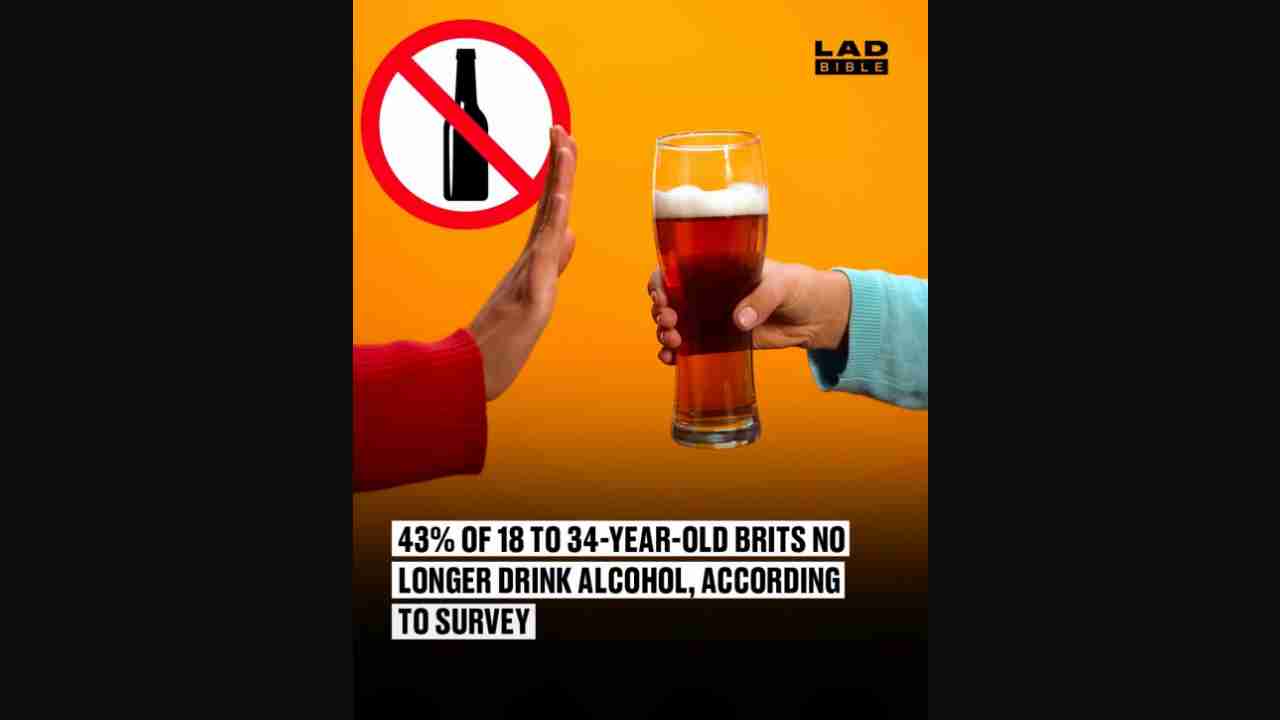 LAD
BIBLE
43% OF 18 TO 34-YEAR-OLD BRITS NO
LONGER DRINK ALCOHOL, ACCORDING
TO SURVEY